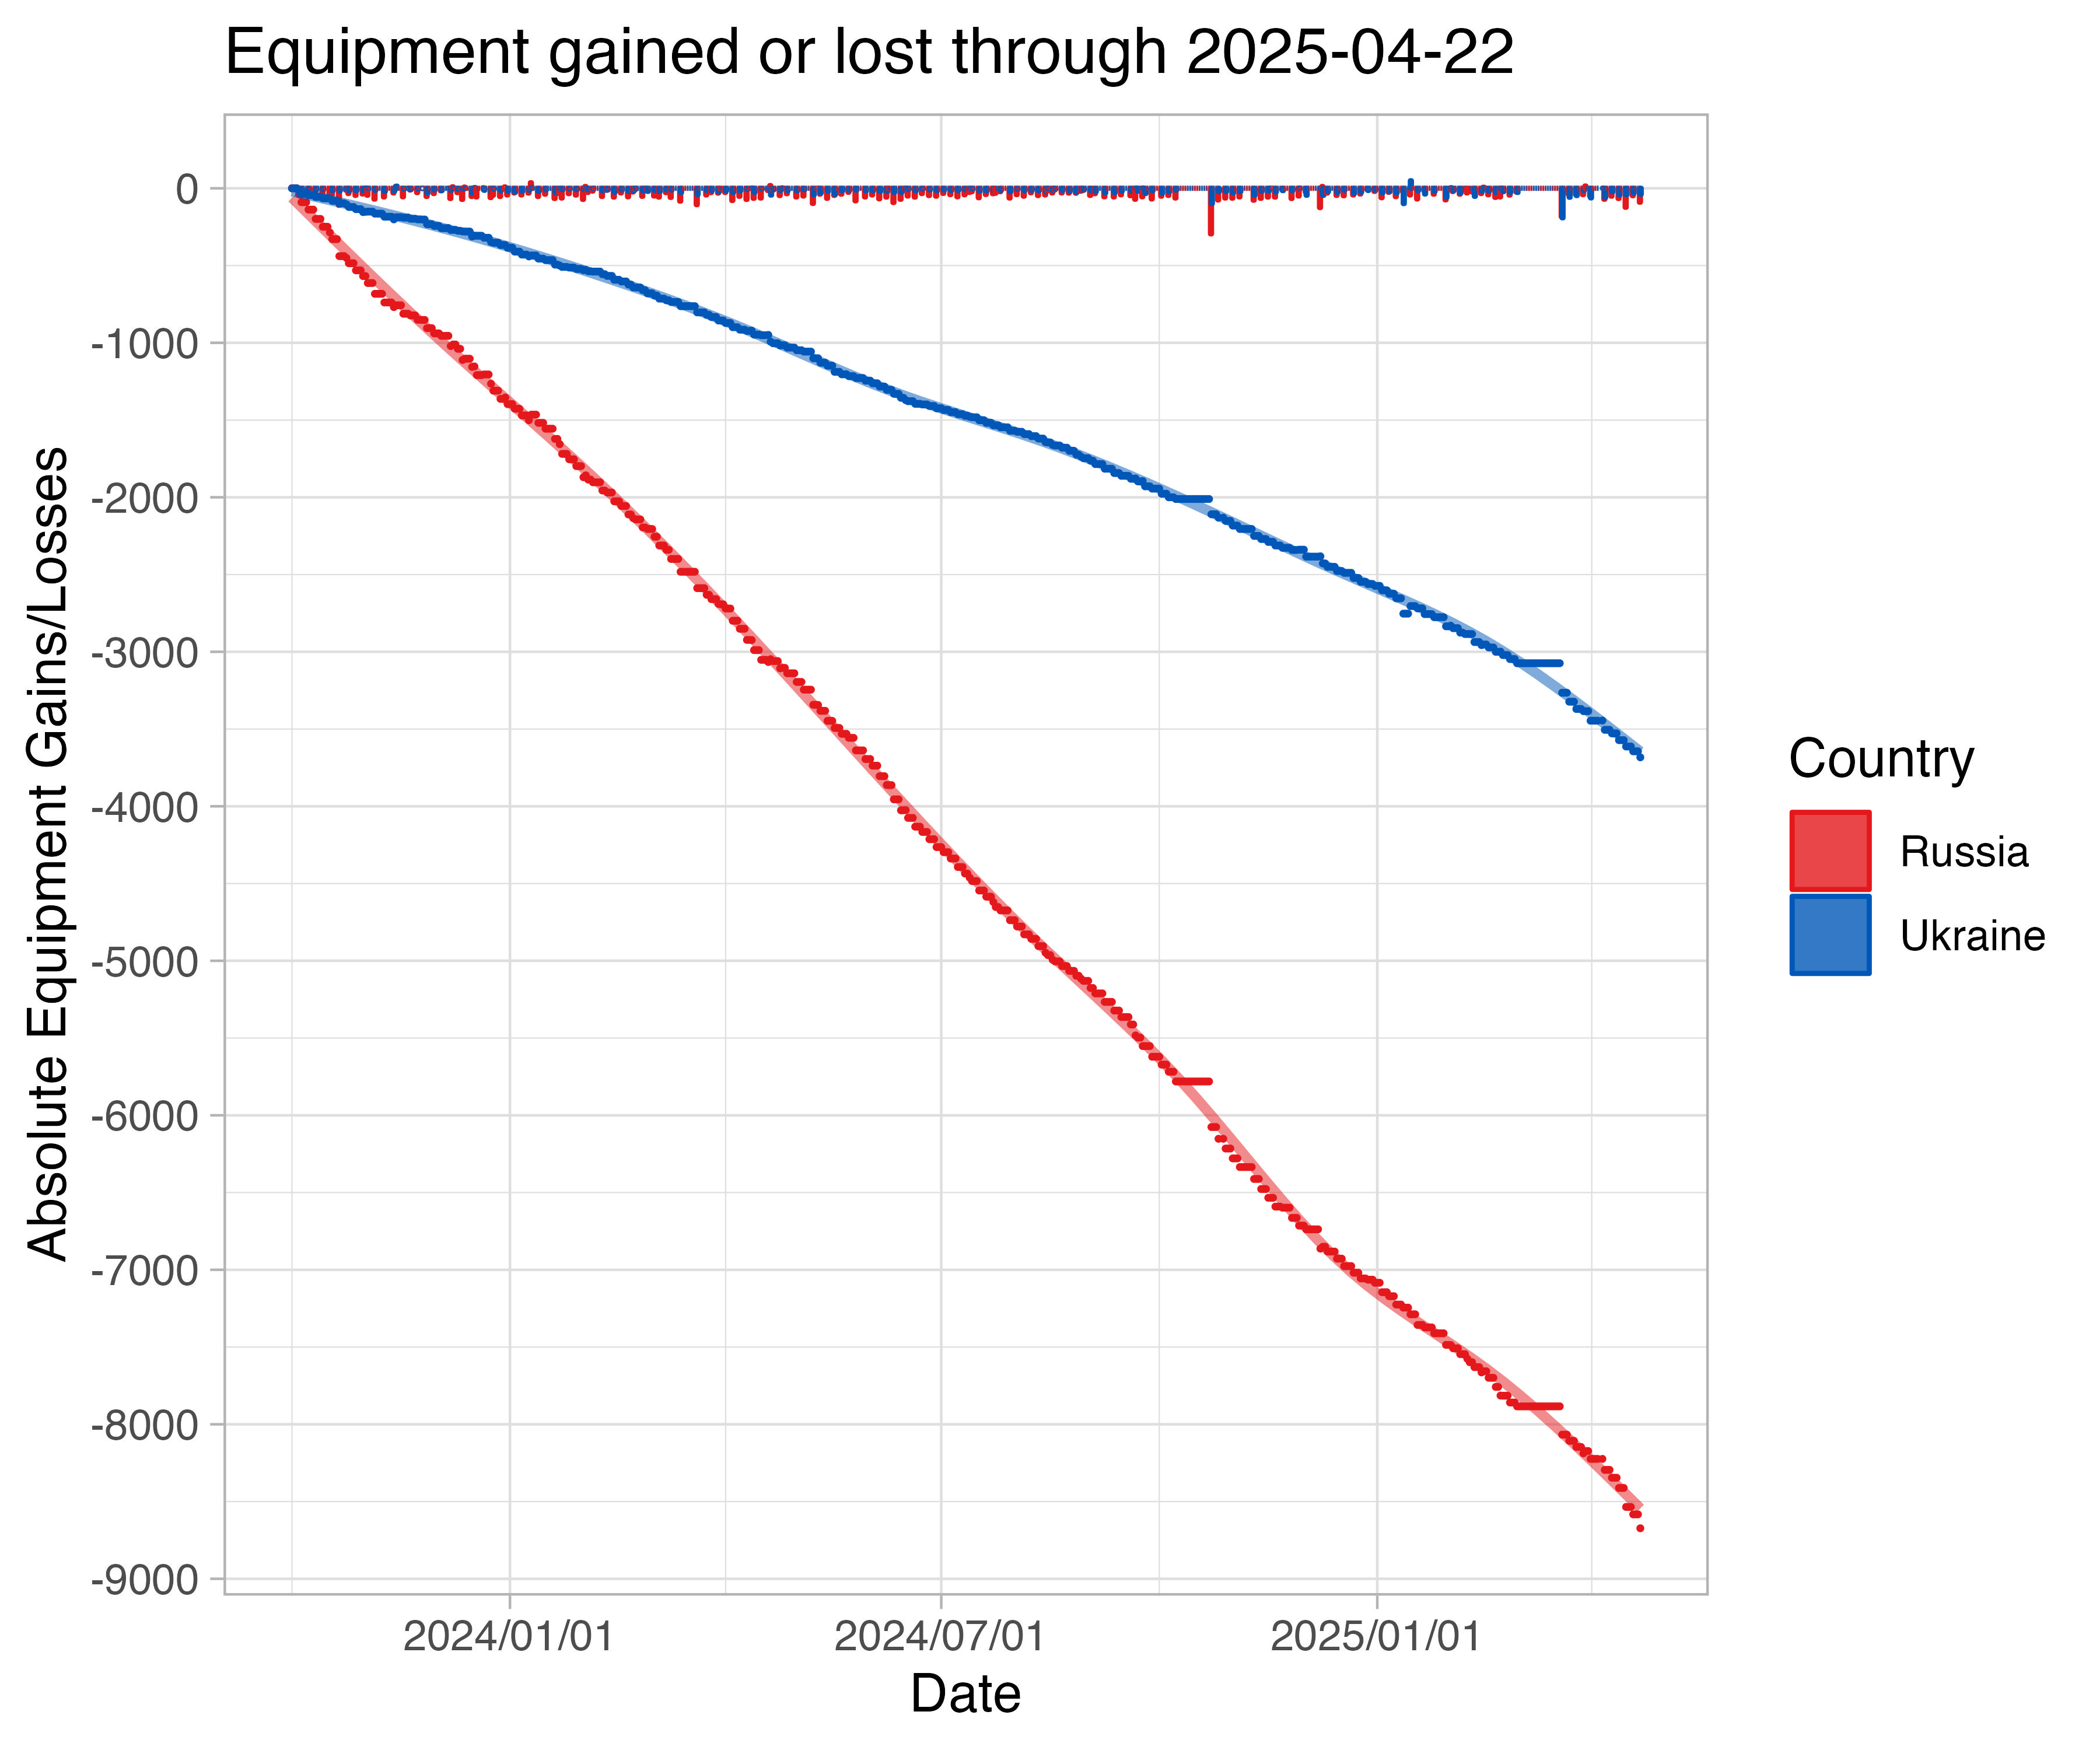 Equipment gained or lost through 2025-04-22
Absolute Equipment Gains/Losses
0
-1000
-2000
-3000
-4000
-5000
-6000
-7000
-8000
-9000
2024/01/01
2024/07/01
2025/01/01
Date
Country
Russia
Ukraine